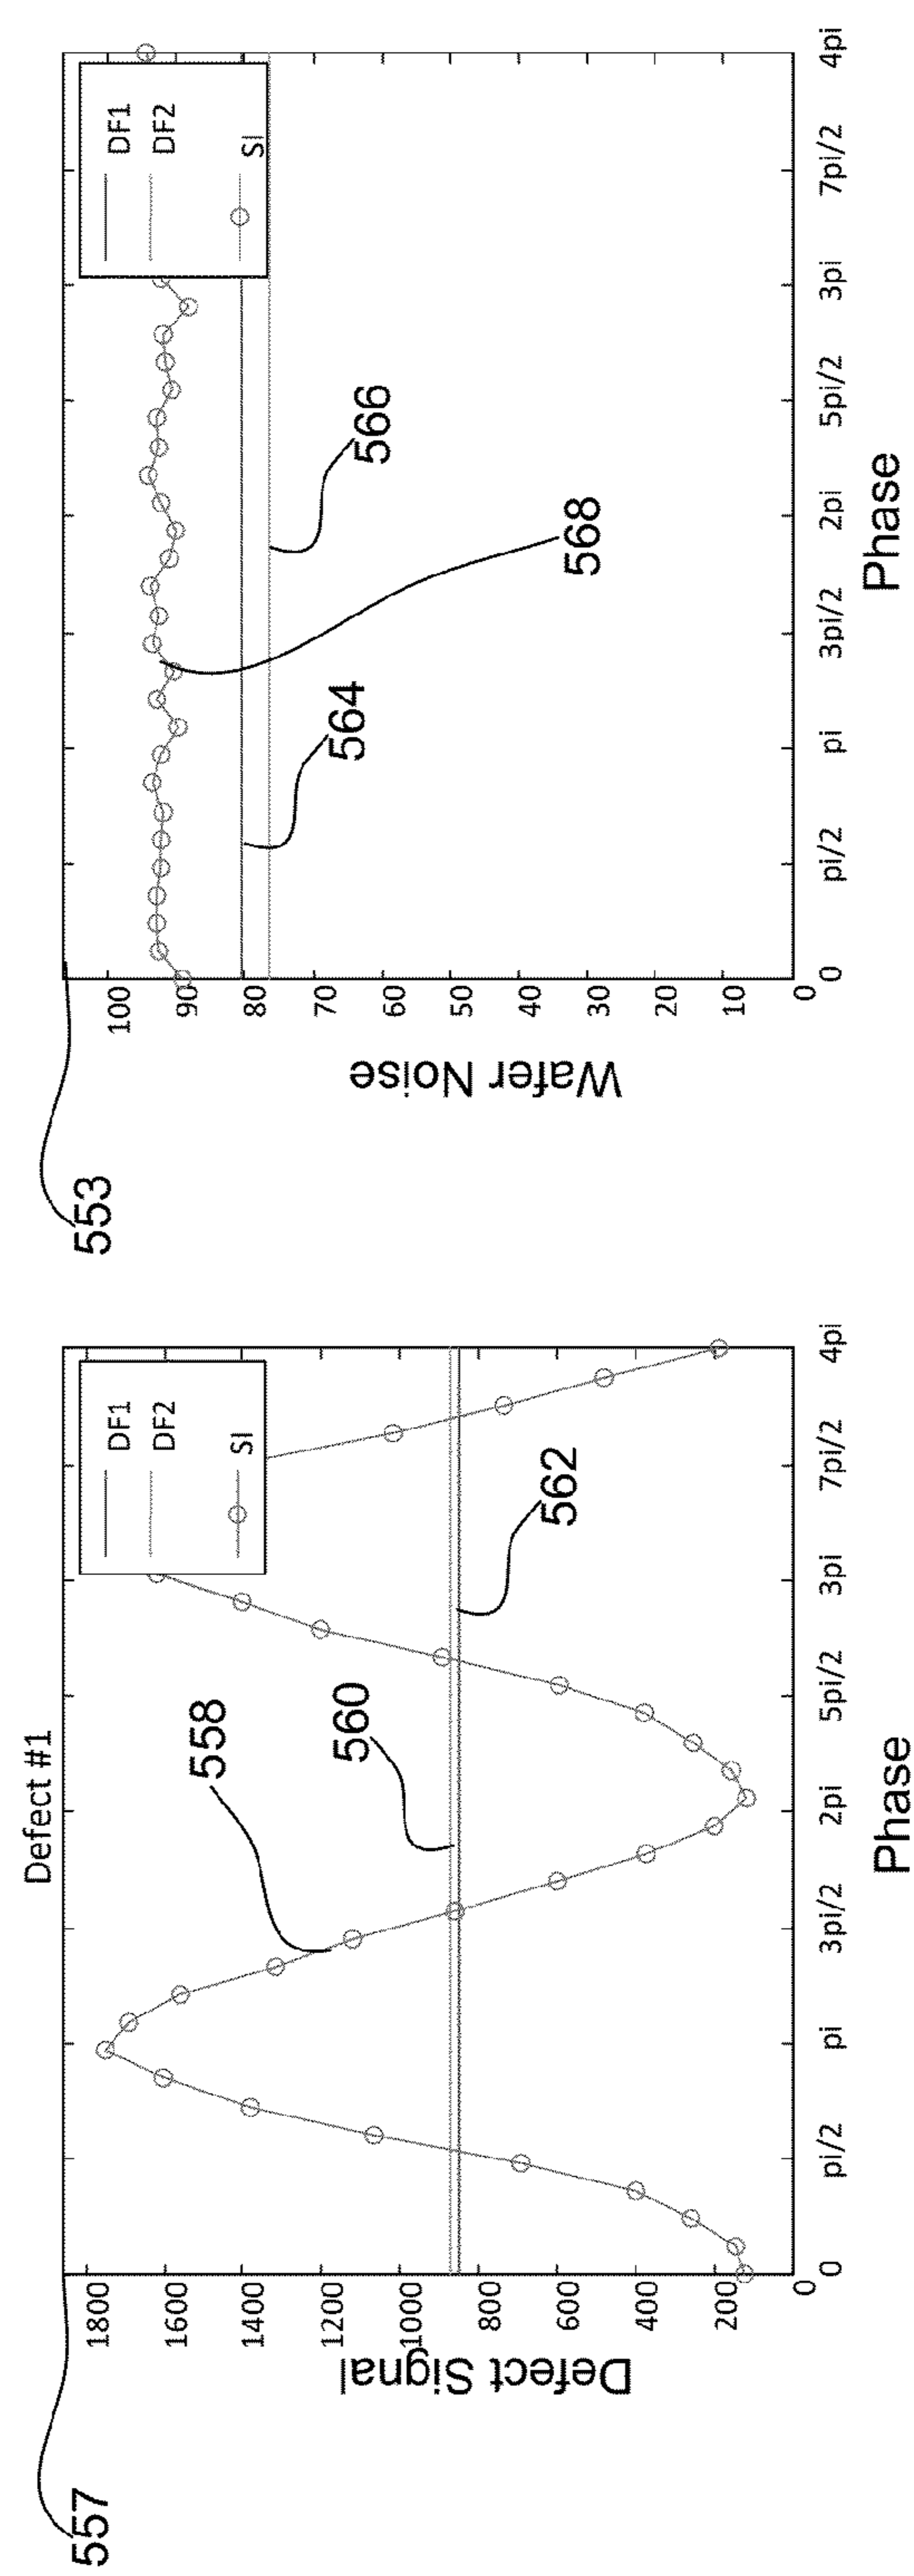 557
Defect #1
1800
1600
1400
1200
1000
800
600
400
200
0
Defect Signal
DF1
DF2
SI
558
560
562
0
pi/2
pi
3pi/2
2pi
5pi/2
3pi
7pi/2
4pi
Phase
553
100
90
80
70
60
50
40
30
20
10
0
Wafer Noise
DF1
DF2
SI
564
566
568
0
pi/2
pi
3pi/2
2pi
5pi/2
3pi
7pi/2
4pi
Phase